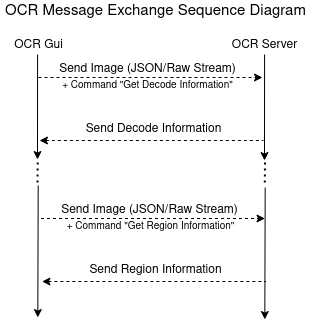 OCR Message Exchange Sequence Diagram
OCR Gui
OCR Server
Send Image (JSON/Raw Stream)
+ Command "Get Decode Information"
Send Decode Information
Send Image (JSON/Raw Stream)
+ Command "Get Region Information"
Send Region Information